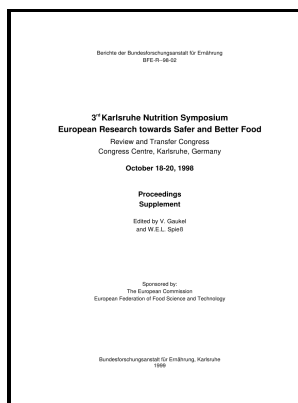 Berichte der Bundesforschungsanstalt für Ernährung
BFE-R--98-02
3rd Karlsruhe Nutrition Symposium
European Research towards Safer and Better Food
Review and Transfer Congress
Congress Centre, Karlsruhe, Germany
October 18-20, 1998
Proceedings
Supplement
Edited by V. Gaukel
and W.E.L. Spieß
Sponsored by:
The European Commission
European Federation of Food Science and Technology
Bundesforschungsanstalt für Ernährung, Karlsruhe
1999